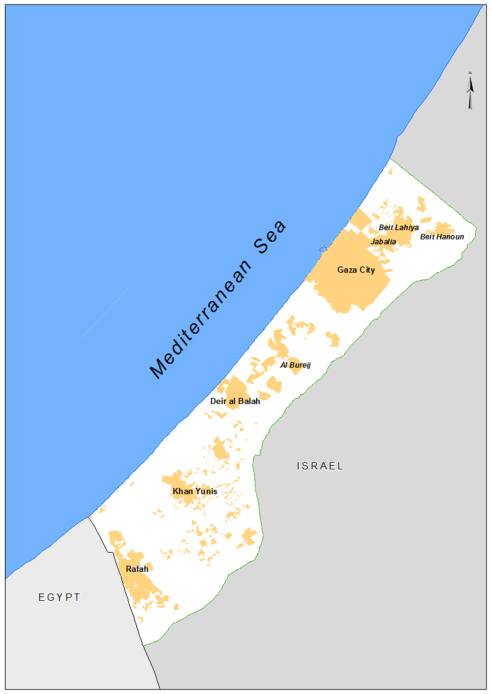 N
Beit Lahiya
Jabalia
Beit Hanoun
Gaza City
Mediterranean Sea
Al Bureij
Deir al Balah
ISRAEL
Khan Yunis
Rafah
EGYPT